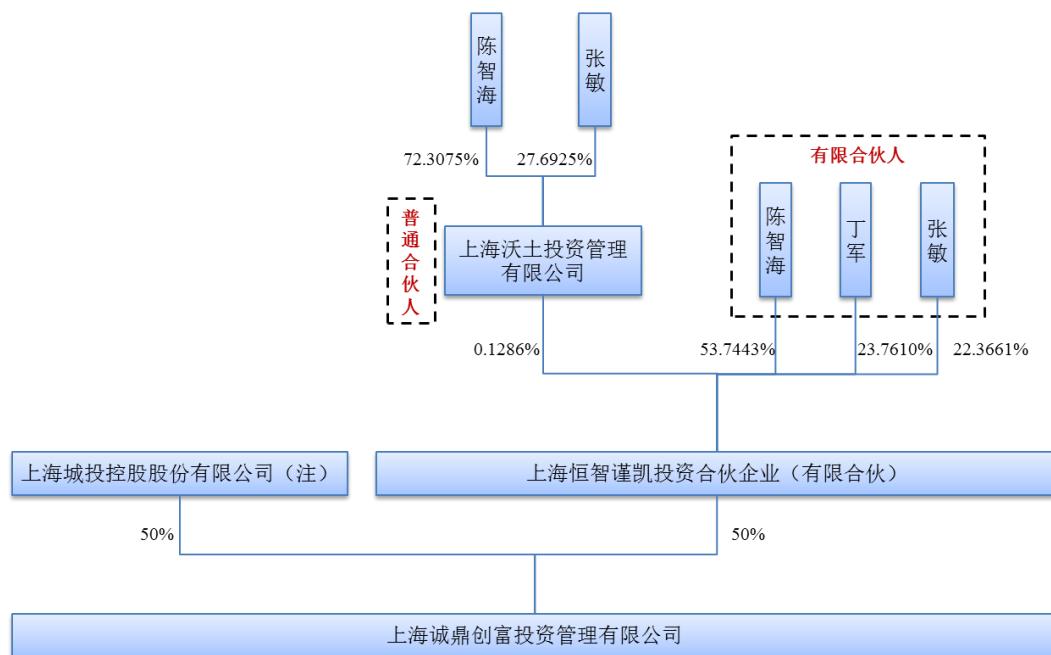 陈智海
张敏
72.3075%
27.6925%
有限合伙人
普通合伙人
陈智海
丁军
张敏
上海沃土投资管理
有限公司
0.1286%
53.7443%
23.7610%
22.3661%
上海城投控股股份有限公司（注）
上海恒智谨凯投资合伙企业（有限合伙）
50%
50%
上海诚鼎创富投资管理有限公司